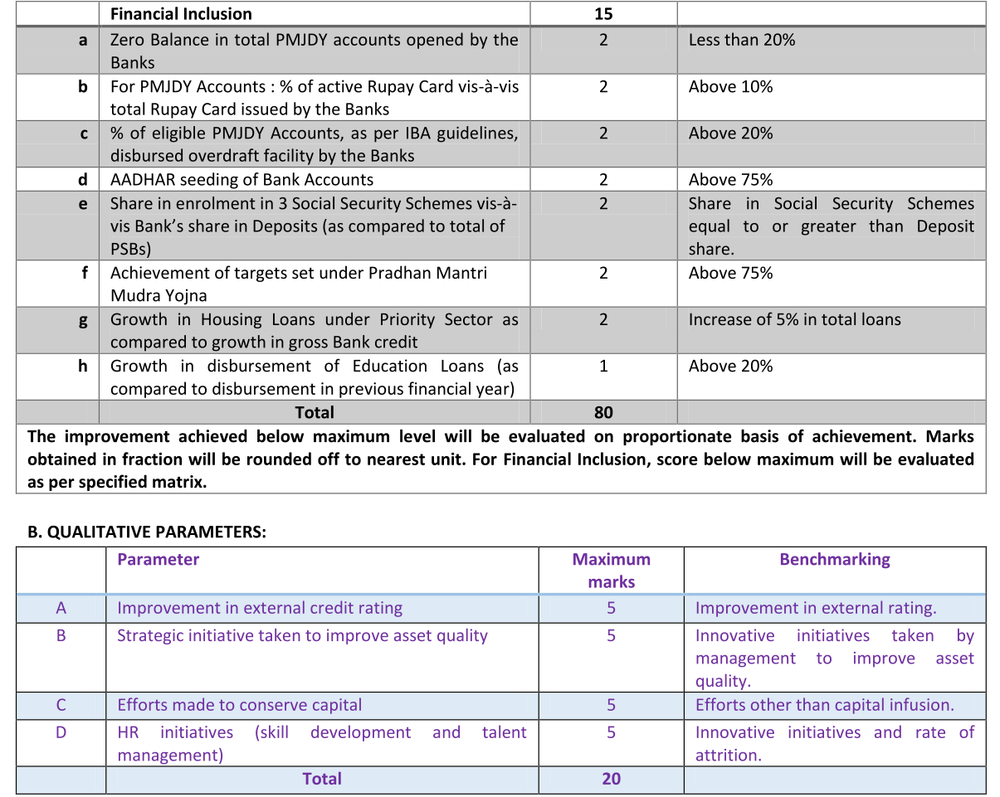 Financial Inclusion 15
a Zero Balance in total PMJDY accounts opened by the 2 Less than 20%
Banks
b For PMJDY Accounts : % of active Rupay Card vis-à-vis 2 Above 10%
total Rupay Card issued by the Banks
c % of eligible PMJDY Accounts, as per IBA guidelines, 2 Above 20%
disbursed overdraft facility by the Banks
d AADHAR seeding of Bank Accounts 2 Above 75%
e Share in enrolment in 3 Social Security Schemes vis-à- 2 Share in Social Security Schemes
vis Bank’s share in Deposits (as compared to total of equal to or greater than Deposit
PSBs) share.
f Achievement of targets set under Pradhan Mantri 2 Above 75%
Mudra Yojna
g Growth in Housing Loans under Priority Sector as 2 Increase of 5% in total loans
compared to growth in gross Bank credit
h Growth in disbursement of Education Loans (as 1 Above 20%
compared to disbursement in previous financial year)
Total 80
The improvement achieved below maximum level will be evaluated on proportionate basis of achievement. Marks
obtained in fraction will be rounded off to nearest unit. For Financial Inclusion, score below maximum will be evaluated
as per specified matrix.
B. QUALITATIVE PARAMETERS:
Parameter Maximum Benchmarking
marks
A Improvement in external credit rating 5 Improvement in external rating.
B Strategic initiative taken to improve asset quality 5 Innovative initiatives taken by
management to improve asset
quality.
C Efforts made to conserve capital 5 Efforts other than capital infusion.
D HR initiatives (skill development and talent 5 Innovative initiatives and rate of
management) attrition.
Total 20